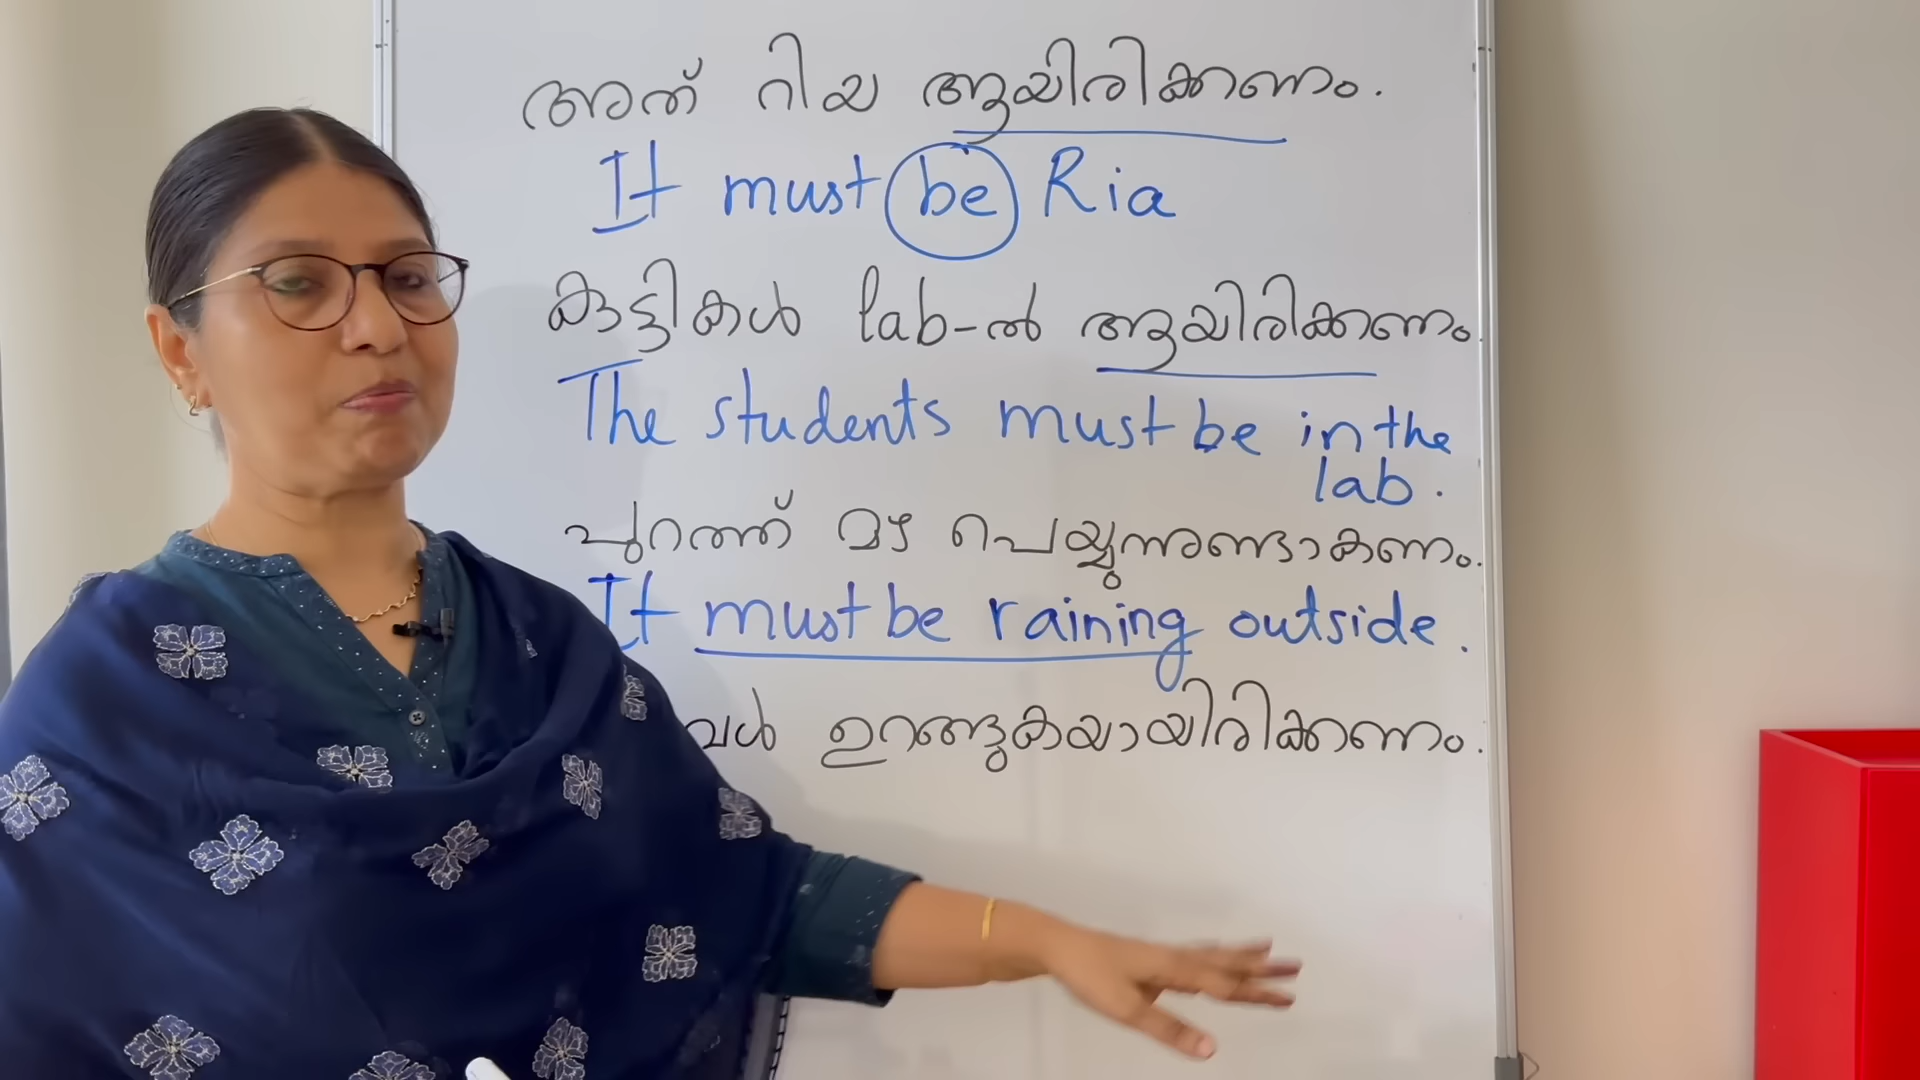 അത് റിയ ആയിരിക്കണം.
It must be Ria
കുട്ടികൾ lab-ൽ ആയിരിക്കണം.
The students must be in the
lab.
പുറത്ത് മഴ പെയ്യുന്നുണ്ടാകണം.
It must be raining outside.
ഉറങ്ങുകയായിരിക്കണം.